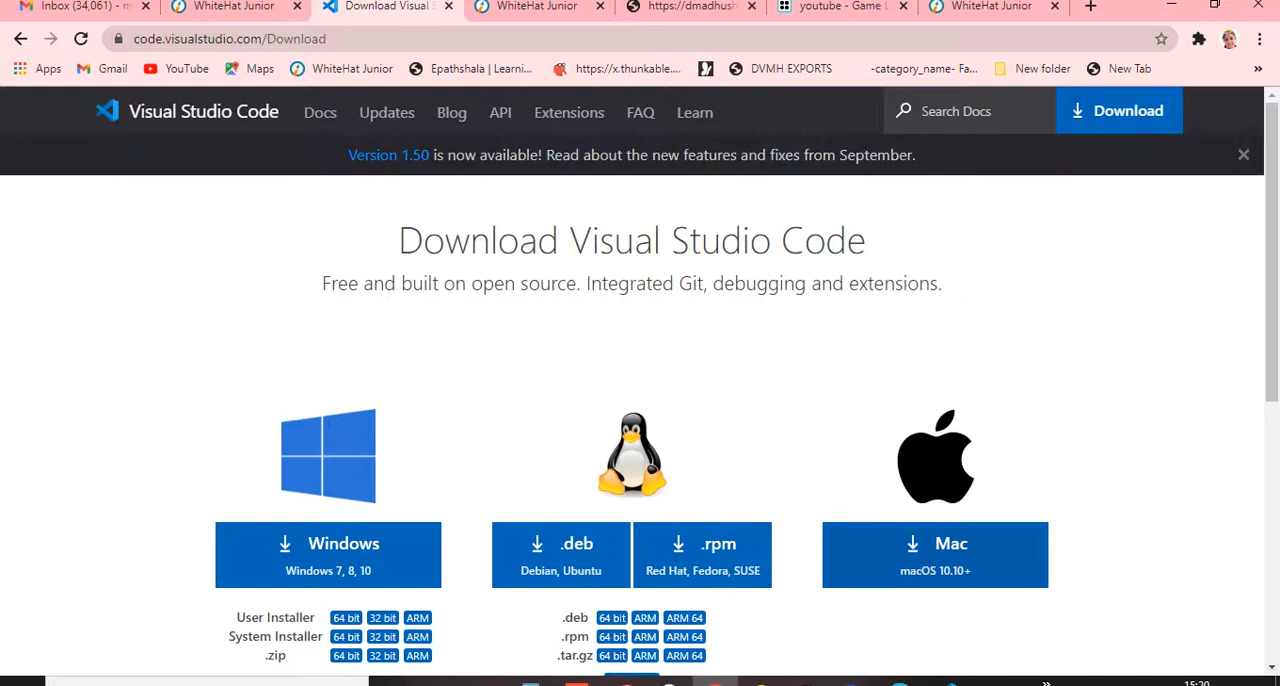 Inbox (34,061) - m
WhiteHat Junior
Download Visual S
WhiteHat Junior
https://dmadhush
youtube - Game L
WhiteHat Junior
code.visualstudio.com/Download
Apps
Gmail
YouTube
Maps
WhiteHat Junior
Epathshala | Learni...
https://x.thunkable....
DVMH EXPORTS
-category_name- Fa...
New folder
New Tab
»
Visual Studio Code
Docs
Updates
Blog
API
Extensions
FAQ
Learn
Search Docs
Download
Version 1.50 is now available! Read about the new features and fixes from September.
Download Visual Studio Code
Free and built on open source. Integrated Git, debugging and extensions.
Windows
Windows 7, 8, 10
.deb
Debian, Ubuntu
.rpm
Red Hat, Fedora, SUSE
Mac
macOS 10.10+
User Installer 64 bit 32 bit ARM
System Installer 64 bit 32 bit ARM
.zip 64 bit 32 bit ARM
.deb 64 bit ARM ARM 64
.rpm 64 bit ARM ARM 64
.tar.gz 64 bit ARM ARM 64
15:20